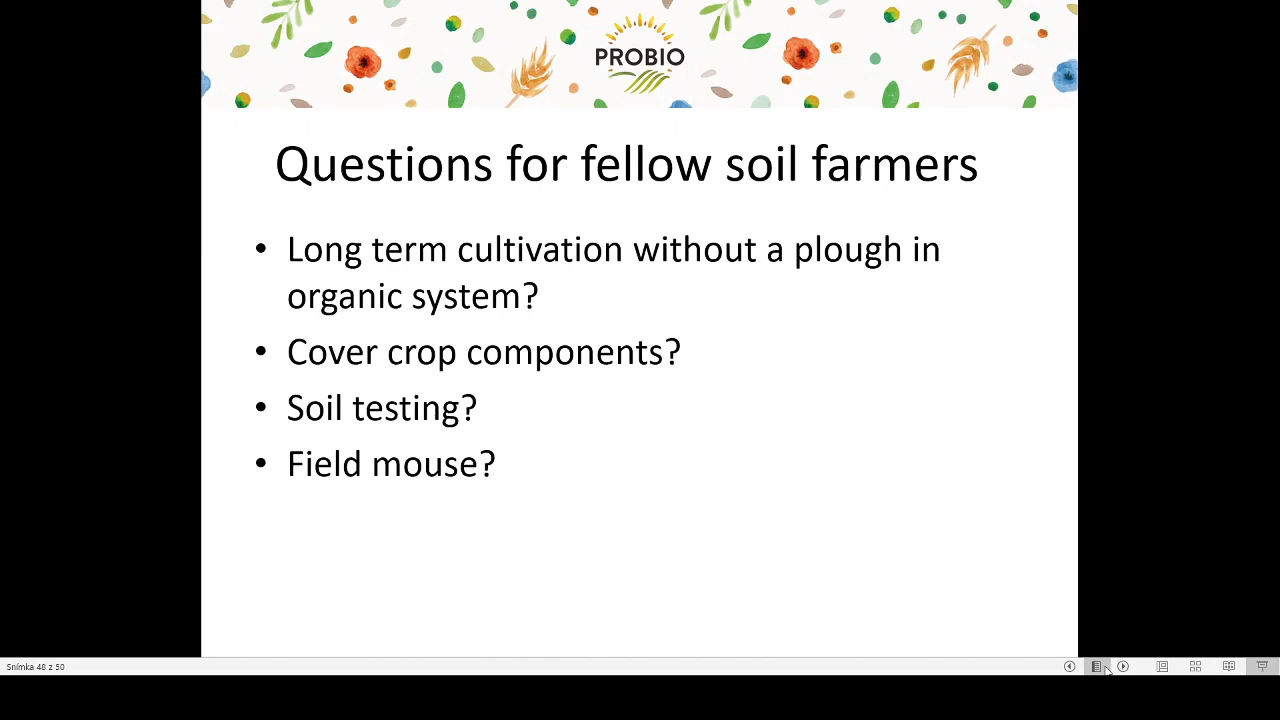 PROBIO
Questions for fellow soil farmers
• Long term cultivation without a plough in
organic system?
• Cover crop components?
• Soil testing?
• Field mouse?
Snímka 48 z 50